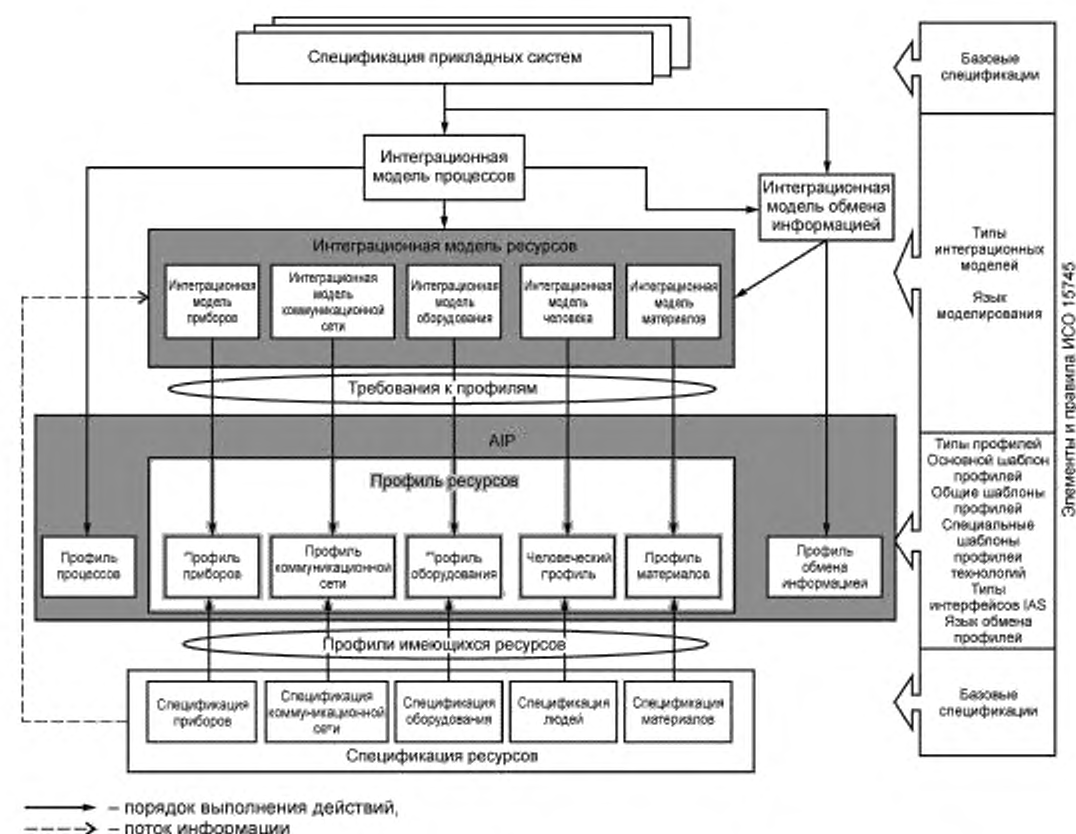 Спецификация прикладных систем
Интеграционная
модель процессов
Интеграционная
модель обмена
информацией
Интеграционная модель ресурсов
Интеграционная
модель
приборов
Интеграционная
модель
коммуникационной
сети
Интеграционная
модель
оборудования
Интеграционная
модель
человека
Интеграционная
модель
материалов
Требования к профилям
AIP
Профиль ресурсов
Профиль
процессов
Профиль
приборов
Профиль
коммуникационной
сети
Профиль
оборудования
Человеческий
профиль
Профиль
материалов
Профиль
обмена
информацией
Профили имеющихся ресурсов
Спецификация
приборов
Спецификация
коммуникационной
сети
Спецификация
оборудования
Спецификация
людей
Спецификация
материалов
Спецификация ресурсов
Базовые
спецификации
Типы
интеграционных
моделей
Язык
моделирования
Типы профилей
Основной шаблон
профилей
Общие шаблоны
профилей
Специальные
шаблоны
профилей
технологий
Типы
интерфейсов IAS
Язык обмена
профилей
Базовые
спецификации
Элементы и правила ИСО 15745
– порядок выполнения действий,
– поток информации